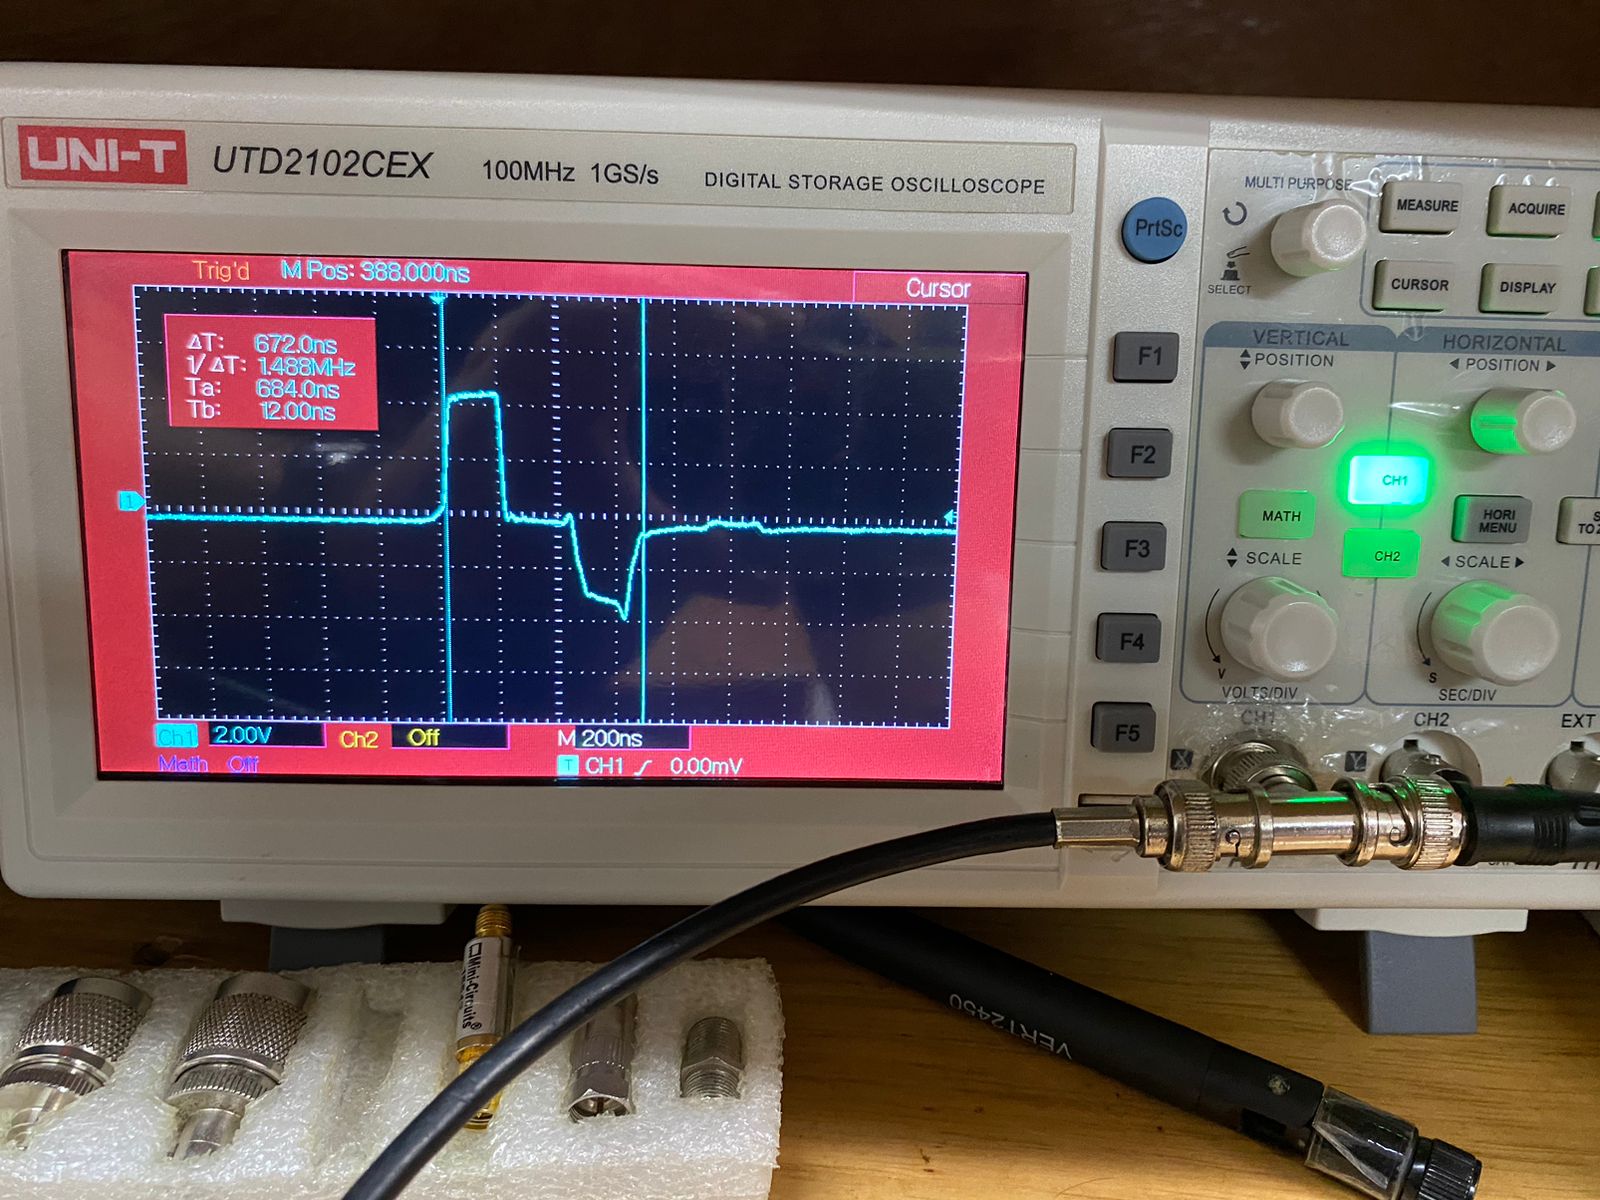 UNI-T UTD2102CEX 100MHz 1GS/s DIGITAL STORAGE OSCILLOSCOPE
Trig'd M Pos: 388.000ns
Cursor
ΔT: 672.0ns
1/ΔT: 1.488MHz
Ta: 684.0ns
Tb: 12.00ns
1
Ch1 2.00V Ch2 Off M 200ns
Math Off T CH1 0.00mV
PrtSc
F1
F2
F3
F4
F5
MULTI PURPOSE
SELECT
MEASURE
ACQUIRE
CURSOR
DISPLAY
VERTICAL
HORIZONTAL
POSITION
POSITION
CH1
MATH
HORI
MENU
CH2
SCALE
SCALE
V
S
VOLTS/DIV
SEC/DIV
CH1
CH2
EXT
X
Y
Mini-Circuits®
VERT2450